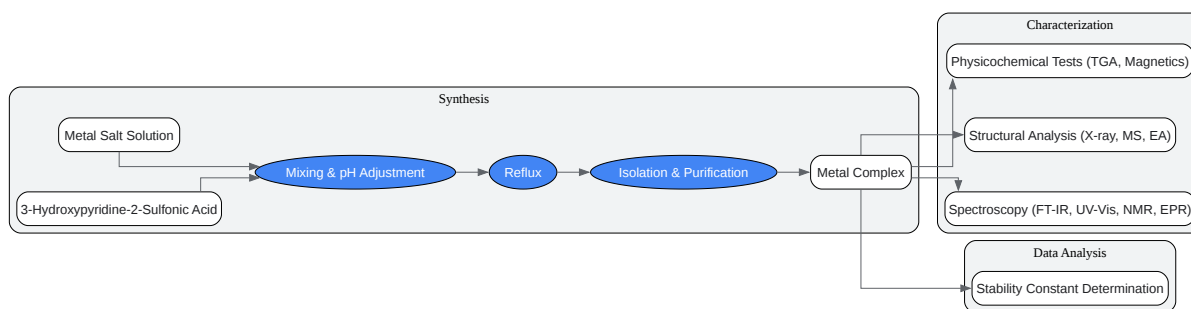 Characterization
Physicochemical Tests (TGA, Magnetics)
Synthesis
Metal Salt Solution
Structural Analysis (X-ray, MS, EA)
Mixing & pH Adjustment
Reflux
Isolation & Purification
Metal Complex
3-Hydroxypyridine-2-Sulfonic Acid
Spectroscopy (FT-IR, UV-Vis, NMR, EPR)
Data Analysis
Stability Constant Determination